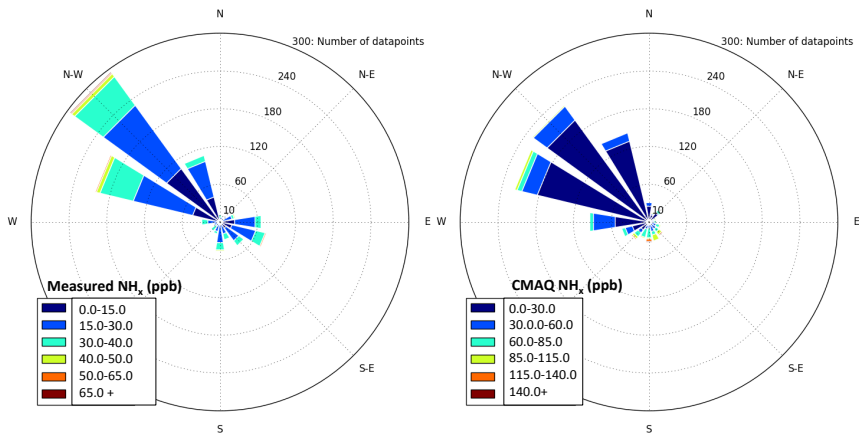 N
300: Number of datapoints
N-W
N-E
240
180
120
60
10
W
E
Measured NHx (ppb)
0.0-15.0
15.0-30.0
30.0-40.0
40.0-50.0
50.0-65.0
65.0 +
S-E
S
N
300: Number of datapoints
N-W
N-E
240
180
120
60
10
W
E
CMAQ NHx (ppb)
0.0-30.0
30.0.0-60.0
60.0-85.0
85.0-115.0
115.0-140.0
140.0+
S-E
S